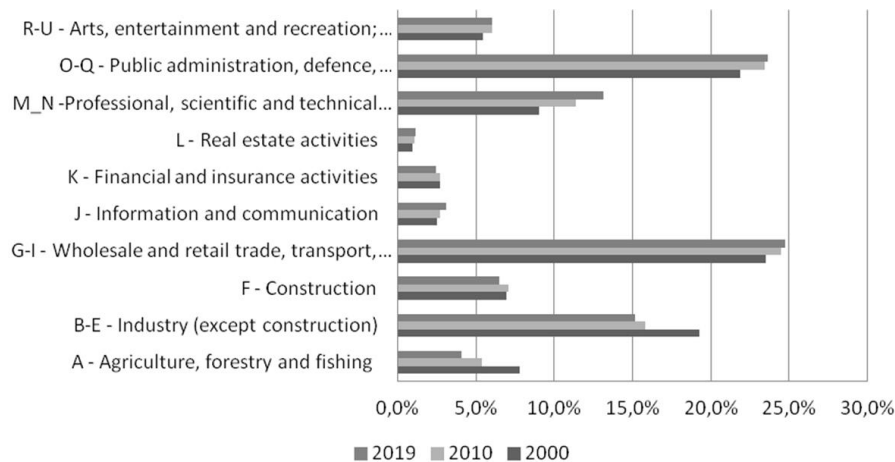 R-U - Arts, entertainment and recreation;...
O-Q - Public administration, defence,...
M_N -Professional, scientific and technical...
L - Real estate activities
K - Financial and insurance activities
J - Information and communication
G-I - Wholesale and retail trade, transport,...
F - Construction
B-E - Industry (except construction)
A - Agriculture, forestry and fishing
0,0% 5,0% 10,0% 15,0% 20,0% 25,0% 30,0%
2019 2010 2000